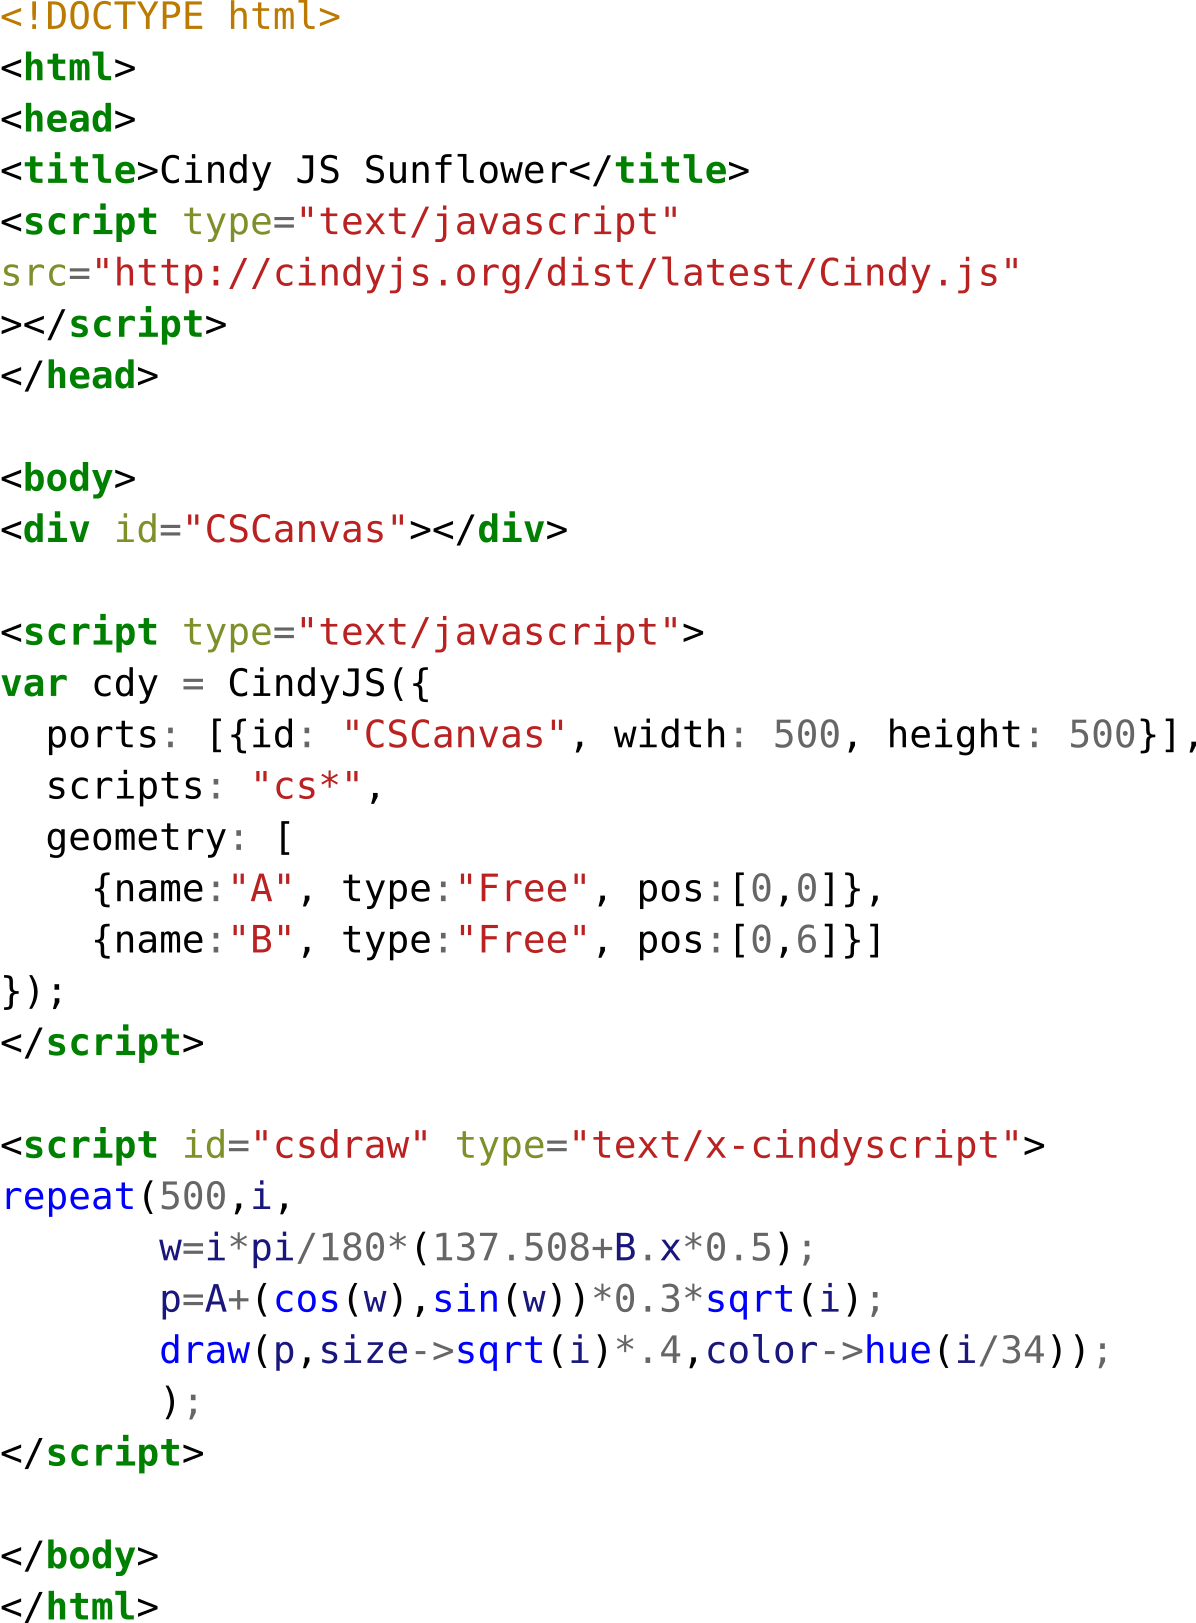 <!DOCTYPE html>
<html>
<head>
<title>Cindy JS Sunflower</title>
<script type="text/javascript"
src="http://cindyjs.org/dist/latest/Cindy.js"
></script>
</head>

<body>
<div id="CSCanvas"></div>

<script type="text/javascript">
var cdy = CindyJS({
  ports: [{id: "CSCanvas", width: 500, height: 500}],
  scripts: "cs*",
  geometry: [
    {name:"A", type:"Free", pos:[0,0]},
    {name:"B", type:"Free", pos:[0,6]}]
});
</script>

<script id="csdraw" type="text/x-cindyscript">
repeat(500,i,
       w=i*pi/180*(137.508+B.x*0.5);
       p=A+(cos(w),sin(w))*0.3*sqrt(i);
       draw(p,size->sqrt(i)*.4,color->hue(i/34));
       );
</script>

</body>
</html>